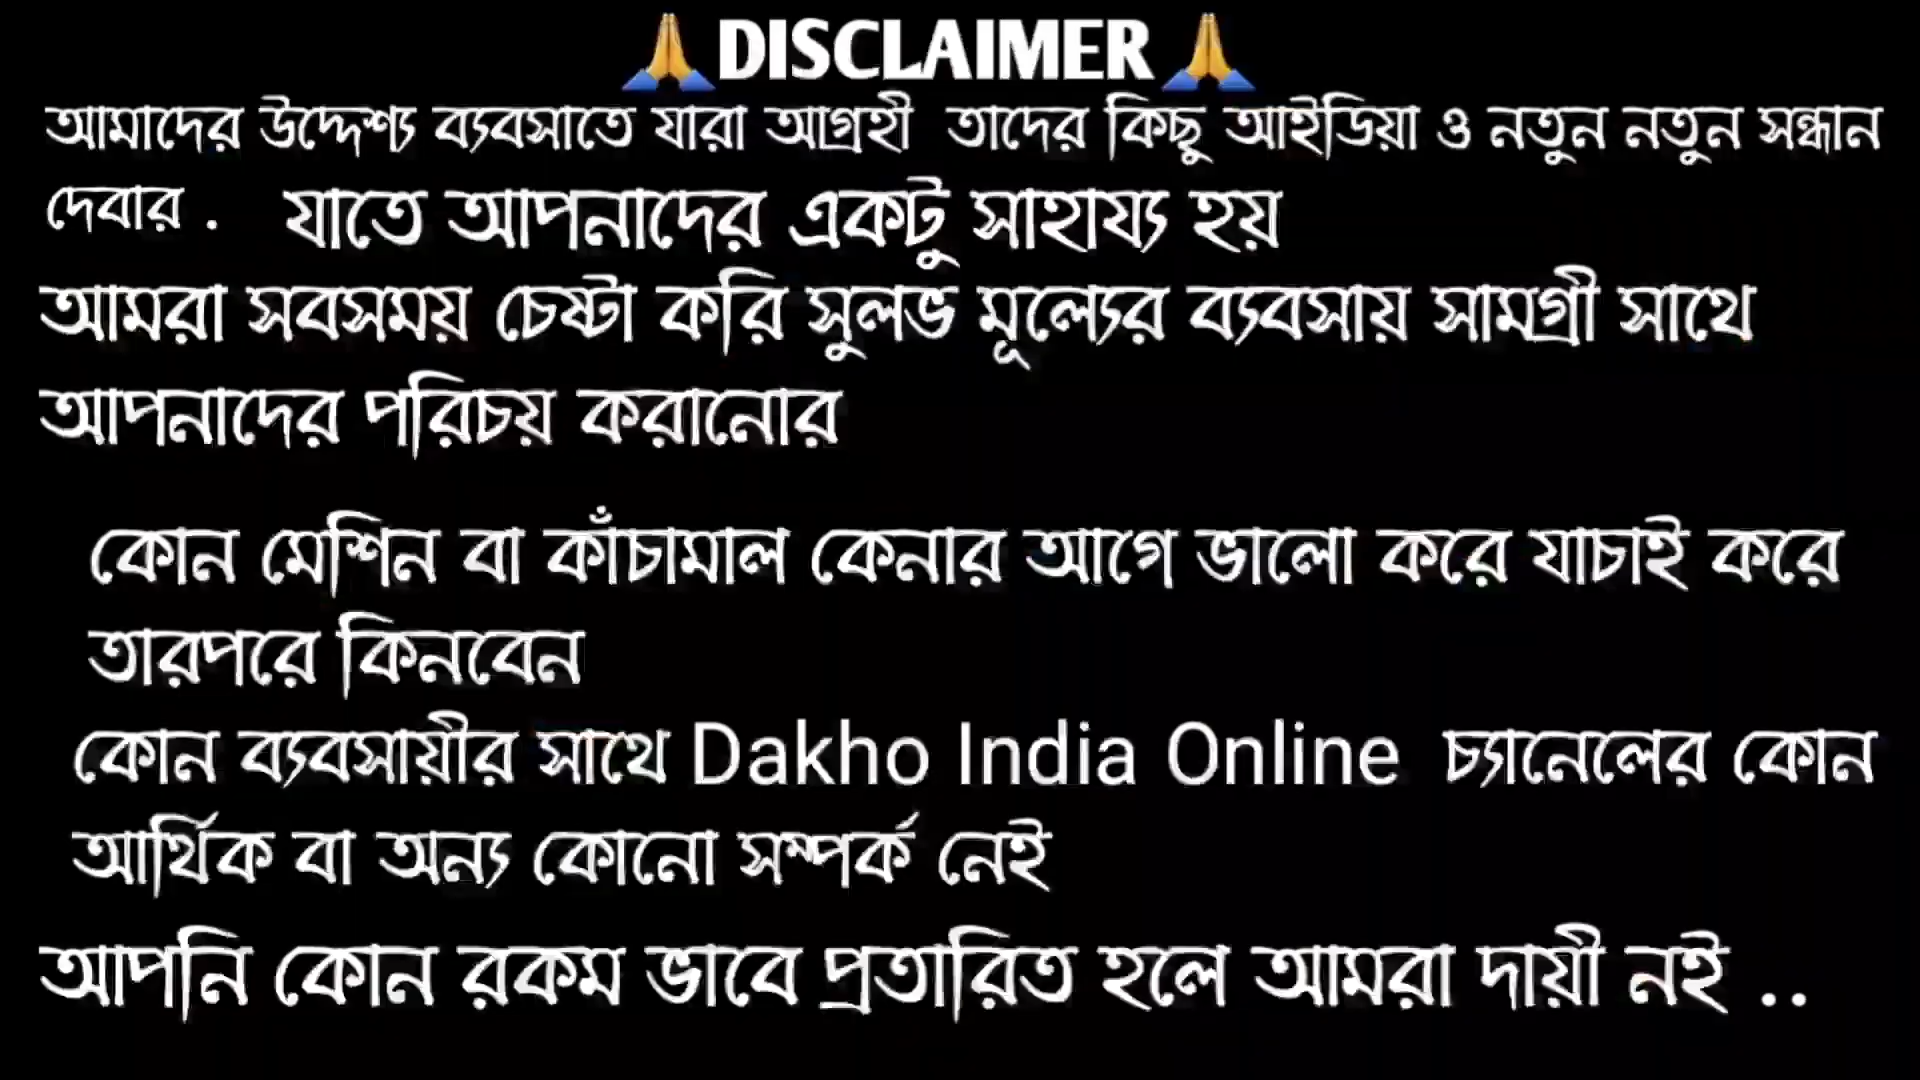 🙏DISCLAIMER🙏
আমাদের উদ্দেশ্য ব্যবসাতে যারা আগ্রহী তাদের কিছু আইডিয়া ও নতুন নতুন সন্ধান
দেবার . যাতে আপনাদের একটু সাহায্য হয়
আমরা সবসময় চেষ্টা করি সুলভ মূল্যের ব্যবসায় সামগ্রী সাথে
আপনাদের পরিচয় করানোর
কোন মেশিন বা কাঁচামাল কেনার আগে ভালো করে যাচাই করে
তারপরে কিনবেন
কোন ব্যবসায়ীর সাথে Dakho India Online চ্যানেলের কোন
আর্থিক বা অন্য কোনো সম্পর্ক নেই
আপনি কোন রকম ভাবে প্রতারিত হলে আমরা দায়ী নই ..